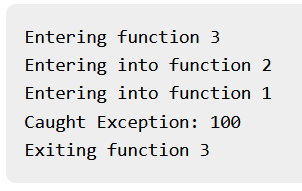 Entering function 3
Entering into function 2
Entering into function 1
Caught Exception: 100
Exiting function 3